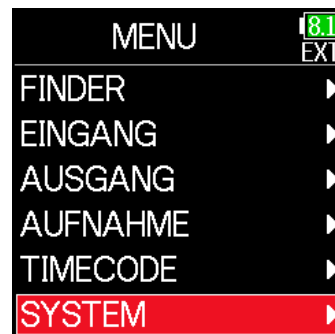 MENU
8.1
EXT
FINDER
EINGANG
AUSGANG
AUFNAHME
TIMECODE
SYSTEM